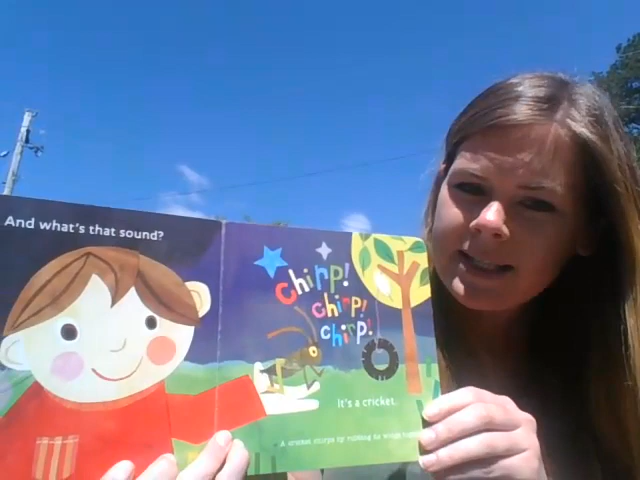 And what's that sound?
chirp!
chirp!
chirp!
It's a cricket.
A cricket chirps by rubbing its wings